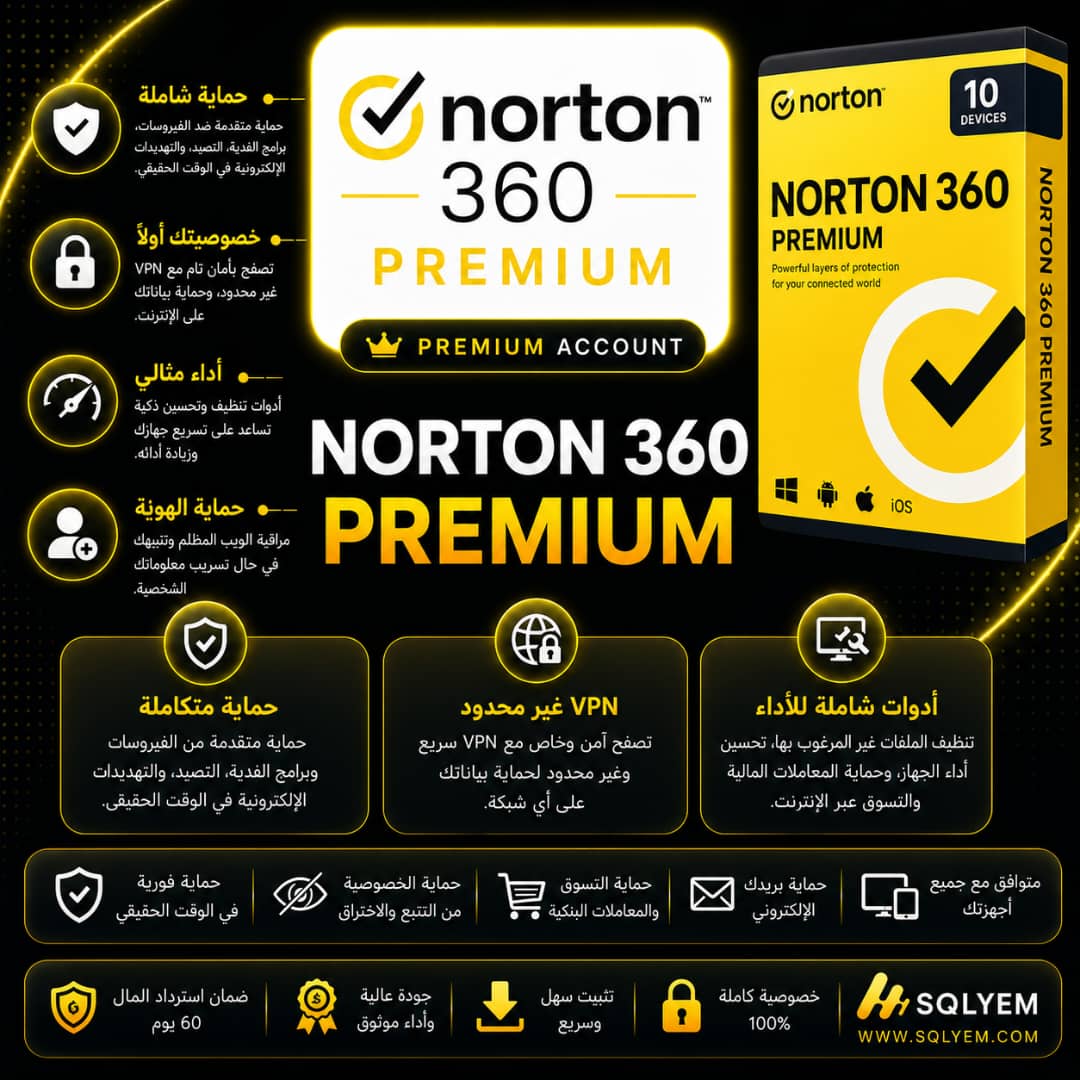 حماية شاملة
حماية متقدمة ضد الفيروسات،
برامج الفدية، التصيد، والتهديدات
الإلكترونية في الوقت الحقيقي.
خصوصيتك أولاً
تصفح بأمان تام مع VPN
غير محدود، وحماية بياناتك
على الإنترنت.
أداء مثالي
أدوات تنظيف وتحسين ذكية
تساعد على تسريع جهازك
وزيادة أدائه.
حماية الهوية
مراقبة الويب المظلم وتنبيهك
في حال تسريب معلوماتك
الشخصية.
norton™
360
PREMIUM
PREMIUM ACCOUNT
NORTON 360
PREMIUM
norton
10
DEVICES
NORTON 360
PREMIUM
Powerful layers of protection
for your connected world
iOS
NORTON 360 PREMIUM
أدوات شاملة للأداء
تنظيف الملفات غير المرغوب بها، تحسين
أداء الجهاز، وحماية المعاملات المالية
والتسوق عبر الإنترنت.
VPN غير محدود
تصفح آمن وخاص مع VPN سريع
وغير محدود لحماية بياناتك
على أي شبكة.
حماية متكاملة
حماية متقدمة من الفيروسات
وبرامج الفدية، التصيد، والتهديدات
الإلكترونية في الوقت الحقيقي.
متوافق مع جميع
أجهزتك
حماية بريدك
الإلكتروني
حماية التسوق
والمعاملات البنكية
حماية الخصوصية
من التتبع والاختراق
حماية فورية
في الوقت الحقيقي
SQLYEM
WWW.SQLYEM.COM
خصوصية كاملة
100%
تثبيت سهل
وسريع
جودة عالية
وأداء موثوق
ضمان استرداد المال
60 يوم